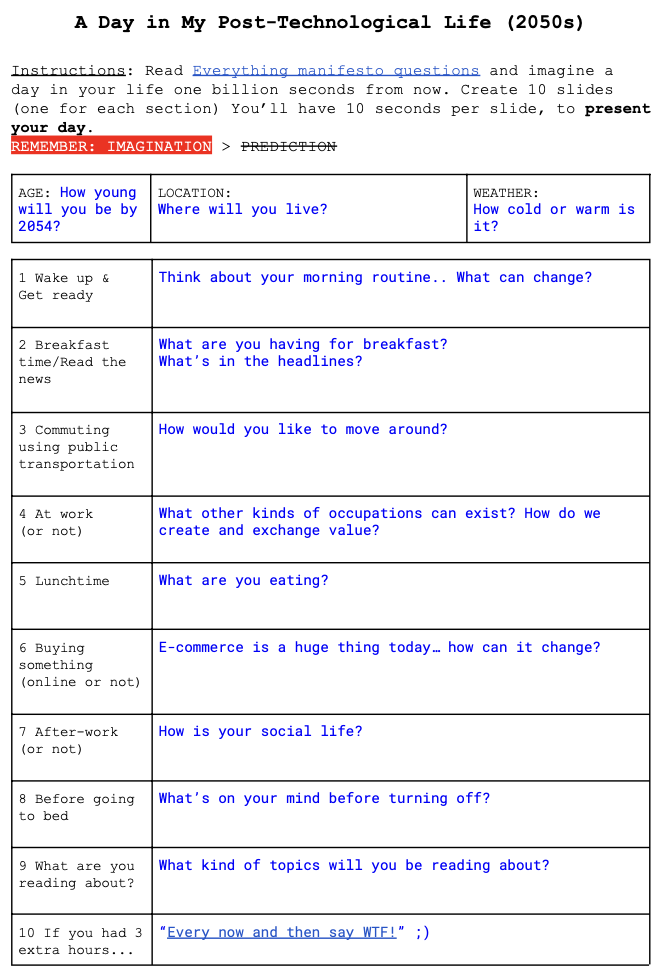 A Day in My Post-Technological Life (2050s)
Instructions: Read Everything manifesto questions and imagine a
day in your life one billion seconds from now. Create 10 slides
(one for each section) You'll have 10 seconds per slide, to present
your day.
REMEMBER: IMAGINATION > PREDICTION
AGE: How young
will you be by
2054?
LOCATION:
Where will you live?
WEATHER:
How cold or warm is
it?
1 Wake up &
Get ready
Think about your morning routine.. What can change?
2 Breakfast
time/Read the
news
What are you having for breakfast?
What's in the headlines?
3 Commuting
using public
transportation
How would you like to move around?
4 At work
(or not)
What other kinds of occupations can exist? How do we
create and exchange value?
5 Lunchtime
What are you eating?
6 Buying
something
(online or not)
E-commerce is a huge thing today… how can it change?
7 After-work
(or not)
How is your social life?
8 Before going
to bed
What's on your mind before turning off?
9 What are you
reading about?
What kind of topics will you be reading about?
10 If you had 3
extra hours...
“Every now and then say WTF!” ;)